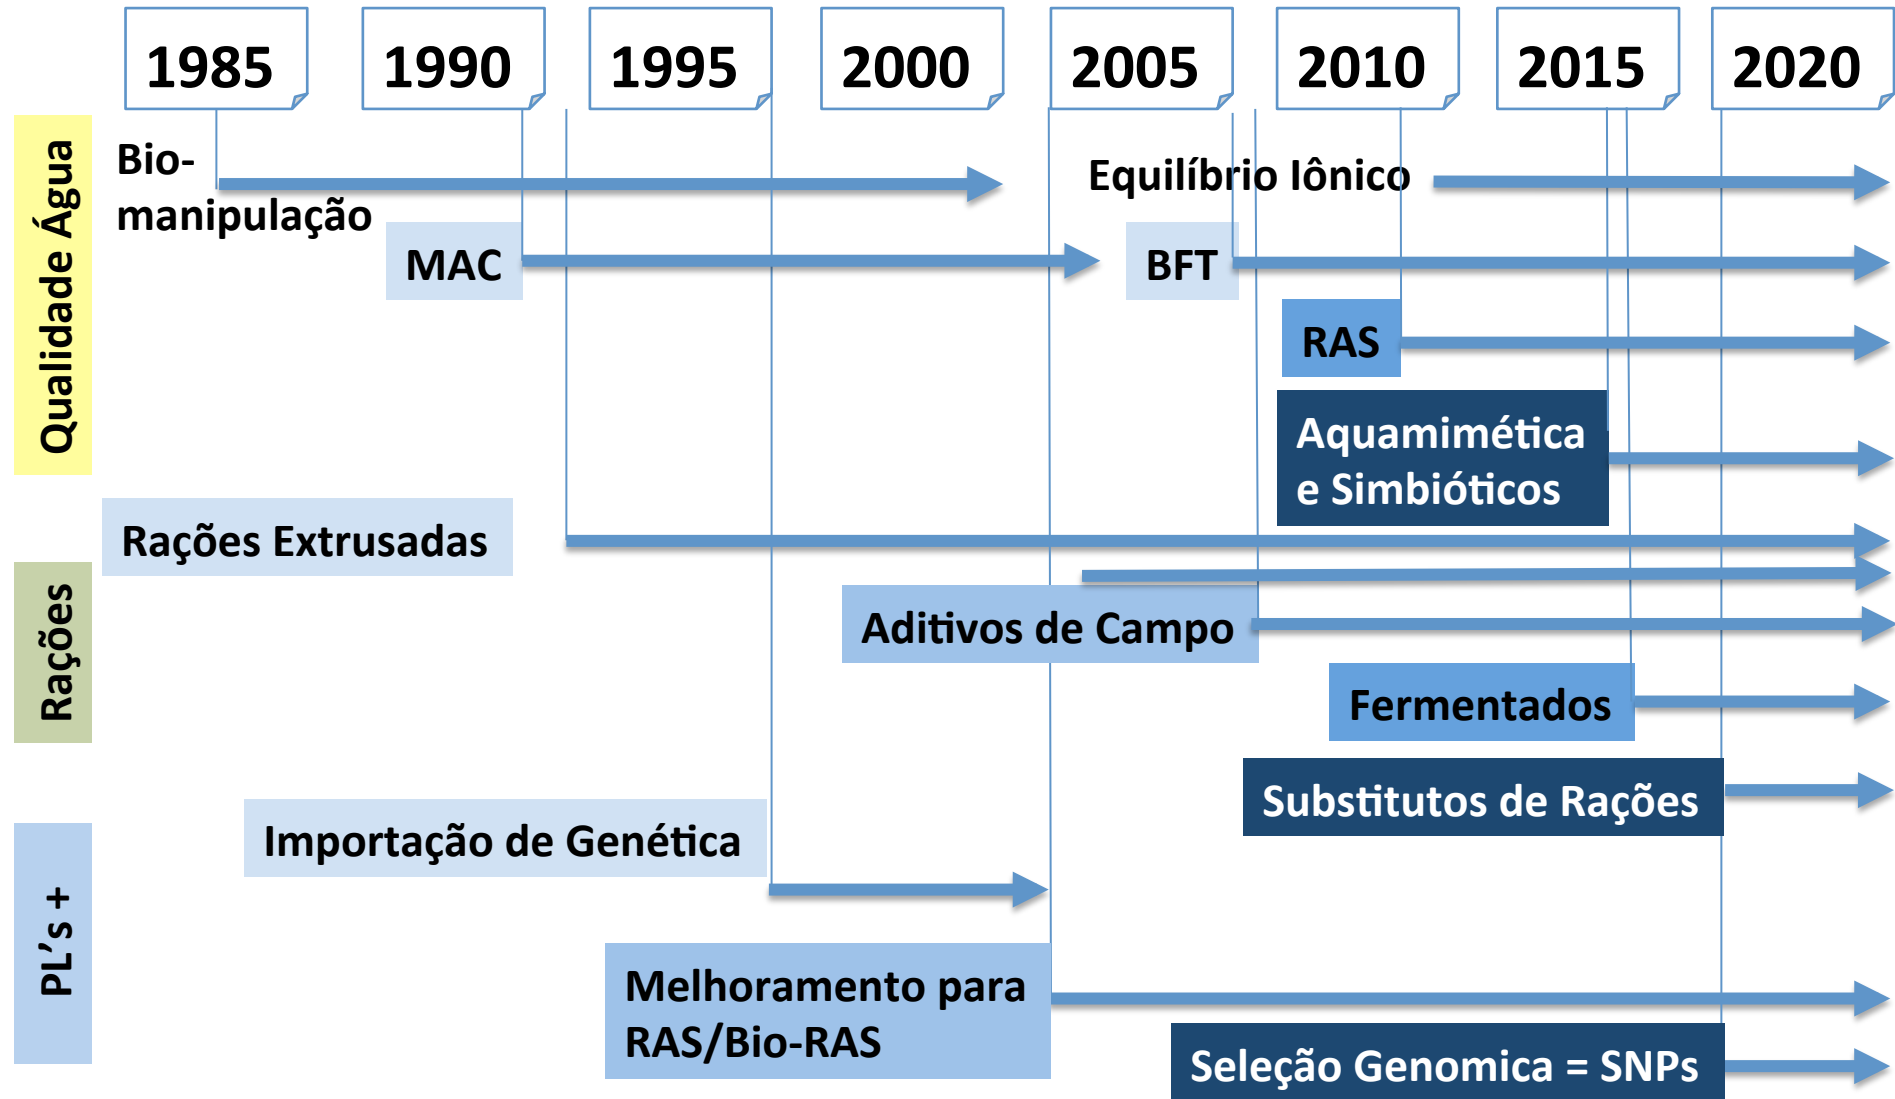 1985
1990
1995
2000
2005
2010
2015
2020
Qualidade Água
Bio-
manipulação
Equilíbrio Iônico
MAC
BFT
RAS
Aquamimética
e Simbióticos
Rações Extrusadas
Rações
Aditivos de Campo
Fermentados
Substitutos de Rações
Importação de Genética
PL’s +
Melhoramento para
RAS/Bio-RAS
Seleção Genomica = SNPs